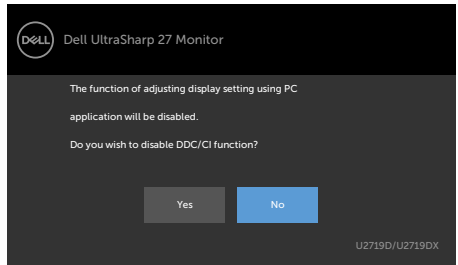 DELL Dell UltraSharp 27 Monitor
The function of adjusting display setting using PC
application will be disabled.
Do you wish to disable DDC/CI function?
Yes No
U2719D/U2719DX